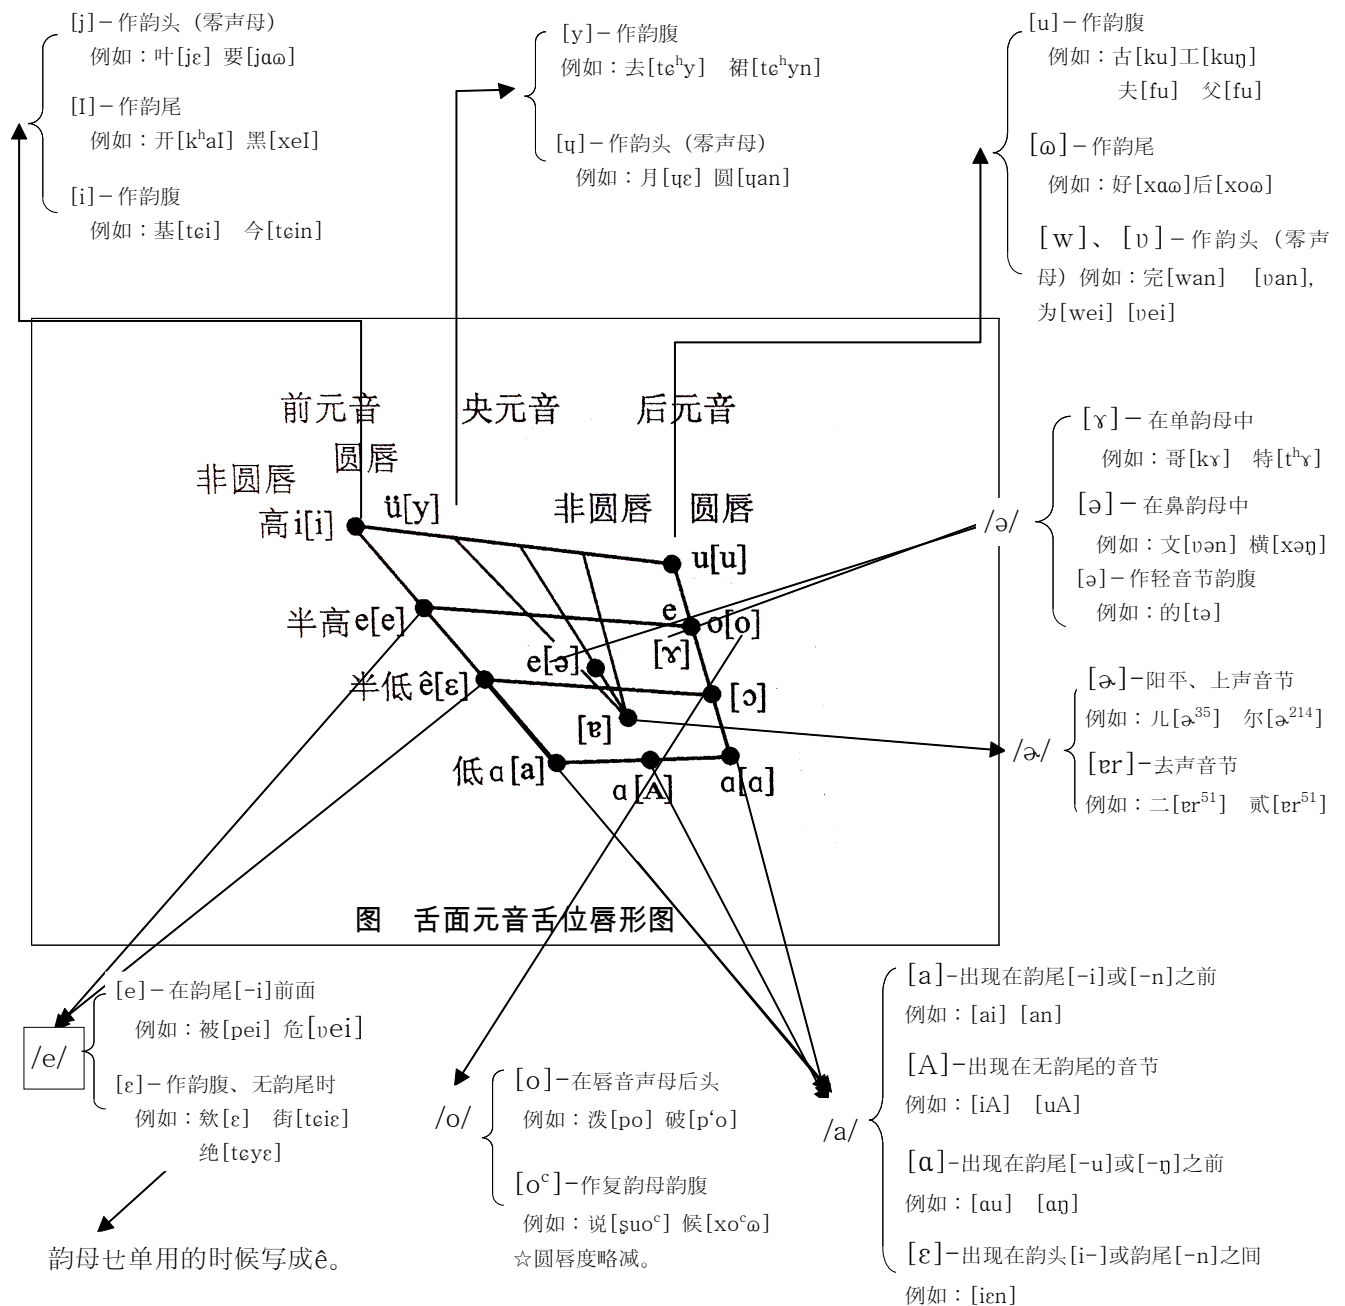 [j]-作韵头（零声母）
例如：叶[jɛ] 要[jɑɷ]
[I]-作韵尾
例如：开[kʰaI] 黑[xeI]
[i]-作韵腹
例如：基[tɕi] 今[tɕin]
[y]-作韵腹
例如：去[tɕʰy] 裙[tɕʰyn]
[ɥ]-作韵头（零声母）
例如：月[ɥɛ] 圆[ɥan]
[u]-作韵腹
例如：古[ku]工[kuŋ]
夫[fu] 父[fu]
[ɷ]-作韵尾
例如：好[xɑɷ]后[xoɷ]
[w]、[ʋ]-作韵头（零声
母）例如：完[wan] [ʋan],
为[wei] [ʋei]
前元音 央元音 后元音
非圆唇 圆唇 非圆唇 圆唇
高i[i] ü[y] u[u]
半高e[e] e[ɤ] o[o]
e[ə]
半低ê[ɛ] [ɔ]
[ɐ]
低ɑ[a] ɑ[A] ɑ[ɑ]
图 舌面元音舌位唇形图
/ə/
[ɤ]-在单韵母中
例如：哥[kɤ] 特[tʰɤ]
[ə]-在鼻韵母中
例如：文[ʋən] 横[xəŋ]
[ə]-作轻音节韵腹
例如：的[tə]
/ɚ/
[ɚ]-阳平、上声音节
例如：儿[ɚ³⁵] 尔[ɚ²¹⁴]
[ɐr]-去声音节
例如：二[ɐr⁵¹] 贰[ɐr⁵¹]
/e/
[e]-在韵尾[-i]前面
例如：被[pei] 危[ʋei]
[ɛ]-作韵腹、无韵尾时
例如：欸[ɛ] 街[tɕiɛ]
绝[tɕyɛ]
韵母ㄝ单用的时候写成ê。
/o/
[o]-在唇音声母后头
例如：泼[po] 破[p‘o]
[oᶜ]-作复韵母韵腹
例如：说[ʂuoᶜ] 候[xoᶜɷ]
☆圆唇度略减。
/a/
[a]-出现在韵尾[-i]或[-n]之前
例如：[ai] [an]
[A]-出现在无韵尾的音节
例如：[iA] [uA]
[ɑ]-出现在韵尾[-u]或[-ŋ]之前
例如：[ɑu] [ɑŋ]
[ɛ]-出现在韵头[i-]或韵尾[-n]之间
例如：[iɛn]